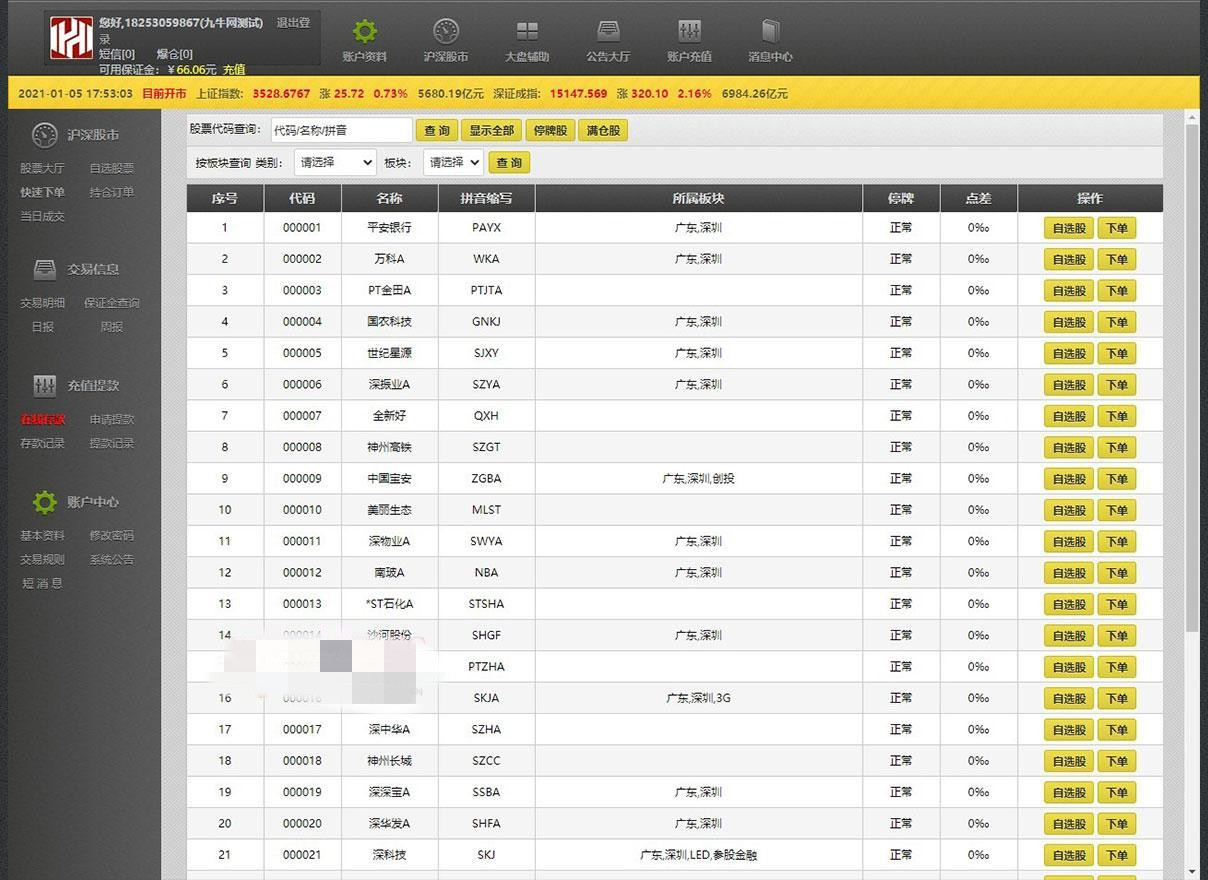 您好,18253059867(九牛网测试) 退出登
录
短信[0] 爆仓[0]
可用保证金：￥66.06元 充值
账户资料 沪深股市 大盘辅助 公告大厅 账户充值 消息中心
2021-01-05 17:53:03 目前开市 上证指数: 3528.6767 涨 25.72 0.73% 5680.19亿元 深证成指: 15147.569 涨 320.10 2.16% 6984.26亿元
沪深股市
股票大厅 自选股票
快速下单 持仓订单
当日成交
交易信息
交易明细 保证金查询
日报 周报
充值提款
在线存款 申请提款
存款记录 提款记录
账户中心
基本资料 修改密码
交易规则 系统公告
短 消 息
股票代码查询: 代码/名称/拼音 查 询 显示全部 停牌股 满仓股
按板块查询 类别: 请选择 板块: 请选择 查 询
序号 代码 名称 拼音缩写 所属板块 停牌 点差 操作
1 000001 平安银行 PAYX 广东,深圳 正常 0‰ 自选股 下单
2 000002 万科A WKA 广东,深圳 正常 0‰ 自选股 下单
3 000003 PT金田A PTJTA 正常 0‰ 自选股 下单
4 000004 国农科技 GNKJ 广东,深圳 正常 0‰ 自选股 下单
5 000005 世纪星源 SJXY 广东,深圳 正常 0‰ 自选股 下单
6 000006 深振业A SZYA 广东,深圳 正常 0‰ 自选股 下单
7 000007 全新好 QXH 正常 0‰ 自选股 下单
8 000008 神州高铁 SZGT 正常 0‰ 自选股 下单
9 000009 中国宝安 ZGBA 广东,深圳,创投 正常 0‰ 自选股 下单
10 000010 美丽生态 MLST 正常 0‰ 自选股 下单
11 000011 深物业A SWYA 广东,深圳 正常 0‰ 自选股 下单
12 000012 南玻A NBA 广东,深圳 正常 0‰ 自选股 下单
13 000013 *ST石化A STSHA 正常 0‰ 自选股 下单
14 000014 沙河股份 SHGF 广东,深圳 正常 0‰ 自选股 下单
PTZHA 正常 0‰ 自选股 下单
16 000016 SKJA 广东,深圳,3G 正常 0‰ 自选股 下单
17 000017 深中华A SZHA 正常 0‰ 自选股 下单
18 000018 神州长城 SZCC 正常 0‰ 自选股 下单
19 000019 深深宝A SSBA 广东,深圳 正常 0‰ 自选股 下单
20 000020 深华发A SHFA 广东,深圳 正常 0‰ 自选股 下单
21 000021 深科技 SKJ 广东,深圳,LED,参股金融 正常 0‰ 自选股 下单